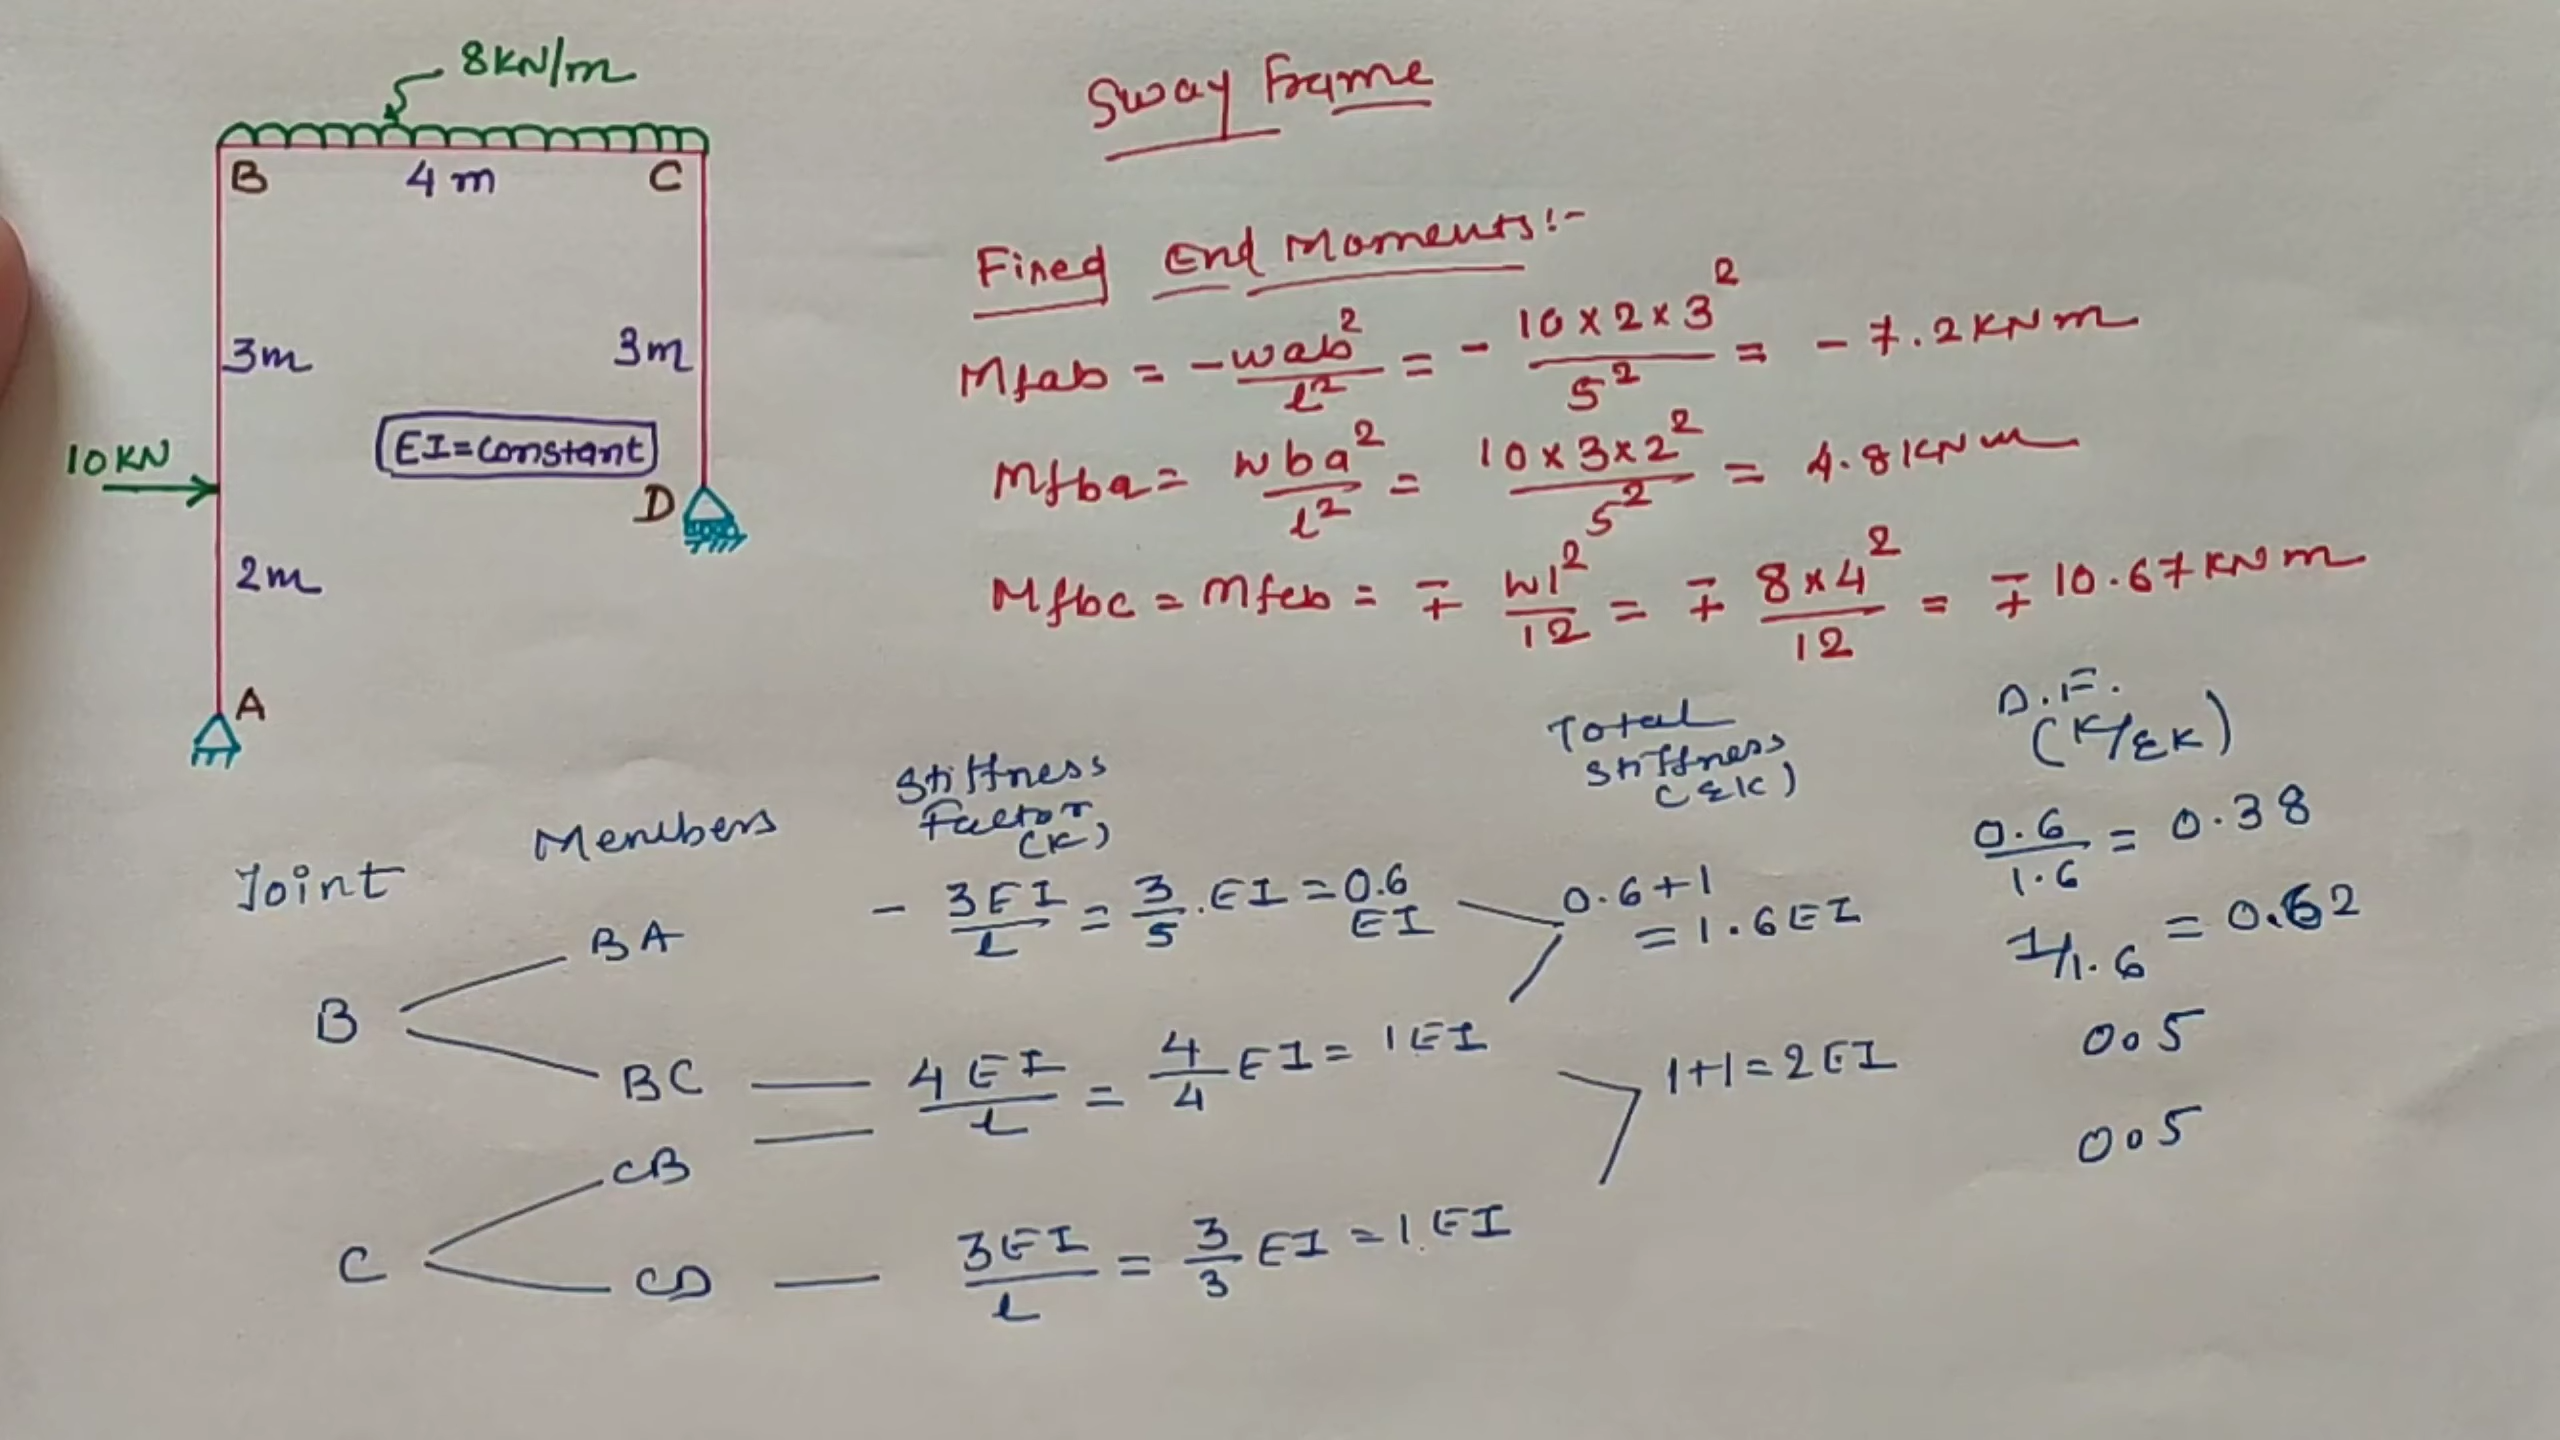 8KN/m
B 4m C
3m
3m
EI=constant
10KN
D
2m
A
Sway Frame
Fixed End Moments:-
Mfab = -wab²/l² = - 10×2×3²/5² = -7.2KNm
Mfba = wba²/l² = 10×3×2²/5² = 4.8KNm
Mfbc = Mfcb = ∓ wl²/12 = ∓ 8×4²/12 = ∓ 10.67KNm
Joint Members Stiffness Factor (K) Total Stiffness (ΣK) D.F. (K/ΣK)
B BA - 3EI/l = 3/5 .EI = 0.6 EI 0.6+1 = 1.6EI 0.6/1.6 = 0.38
BC 4EI/l = 4/4 EI = 1EI 1/1.6 = 0.62
C CB 1+1=2EI 0.5
CD 3EI/l = 3/3 EI = 1.EI 0.5